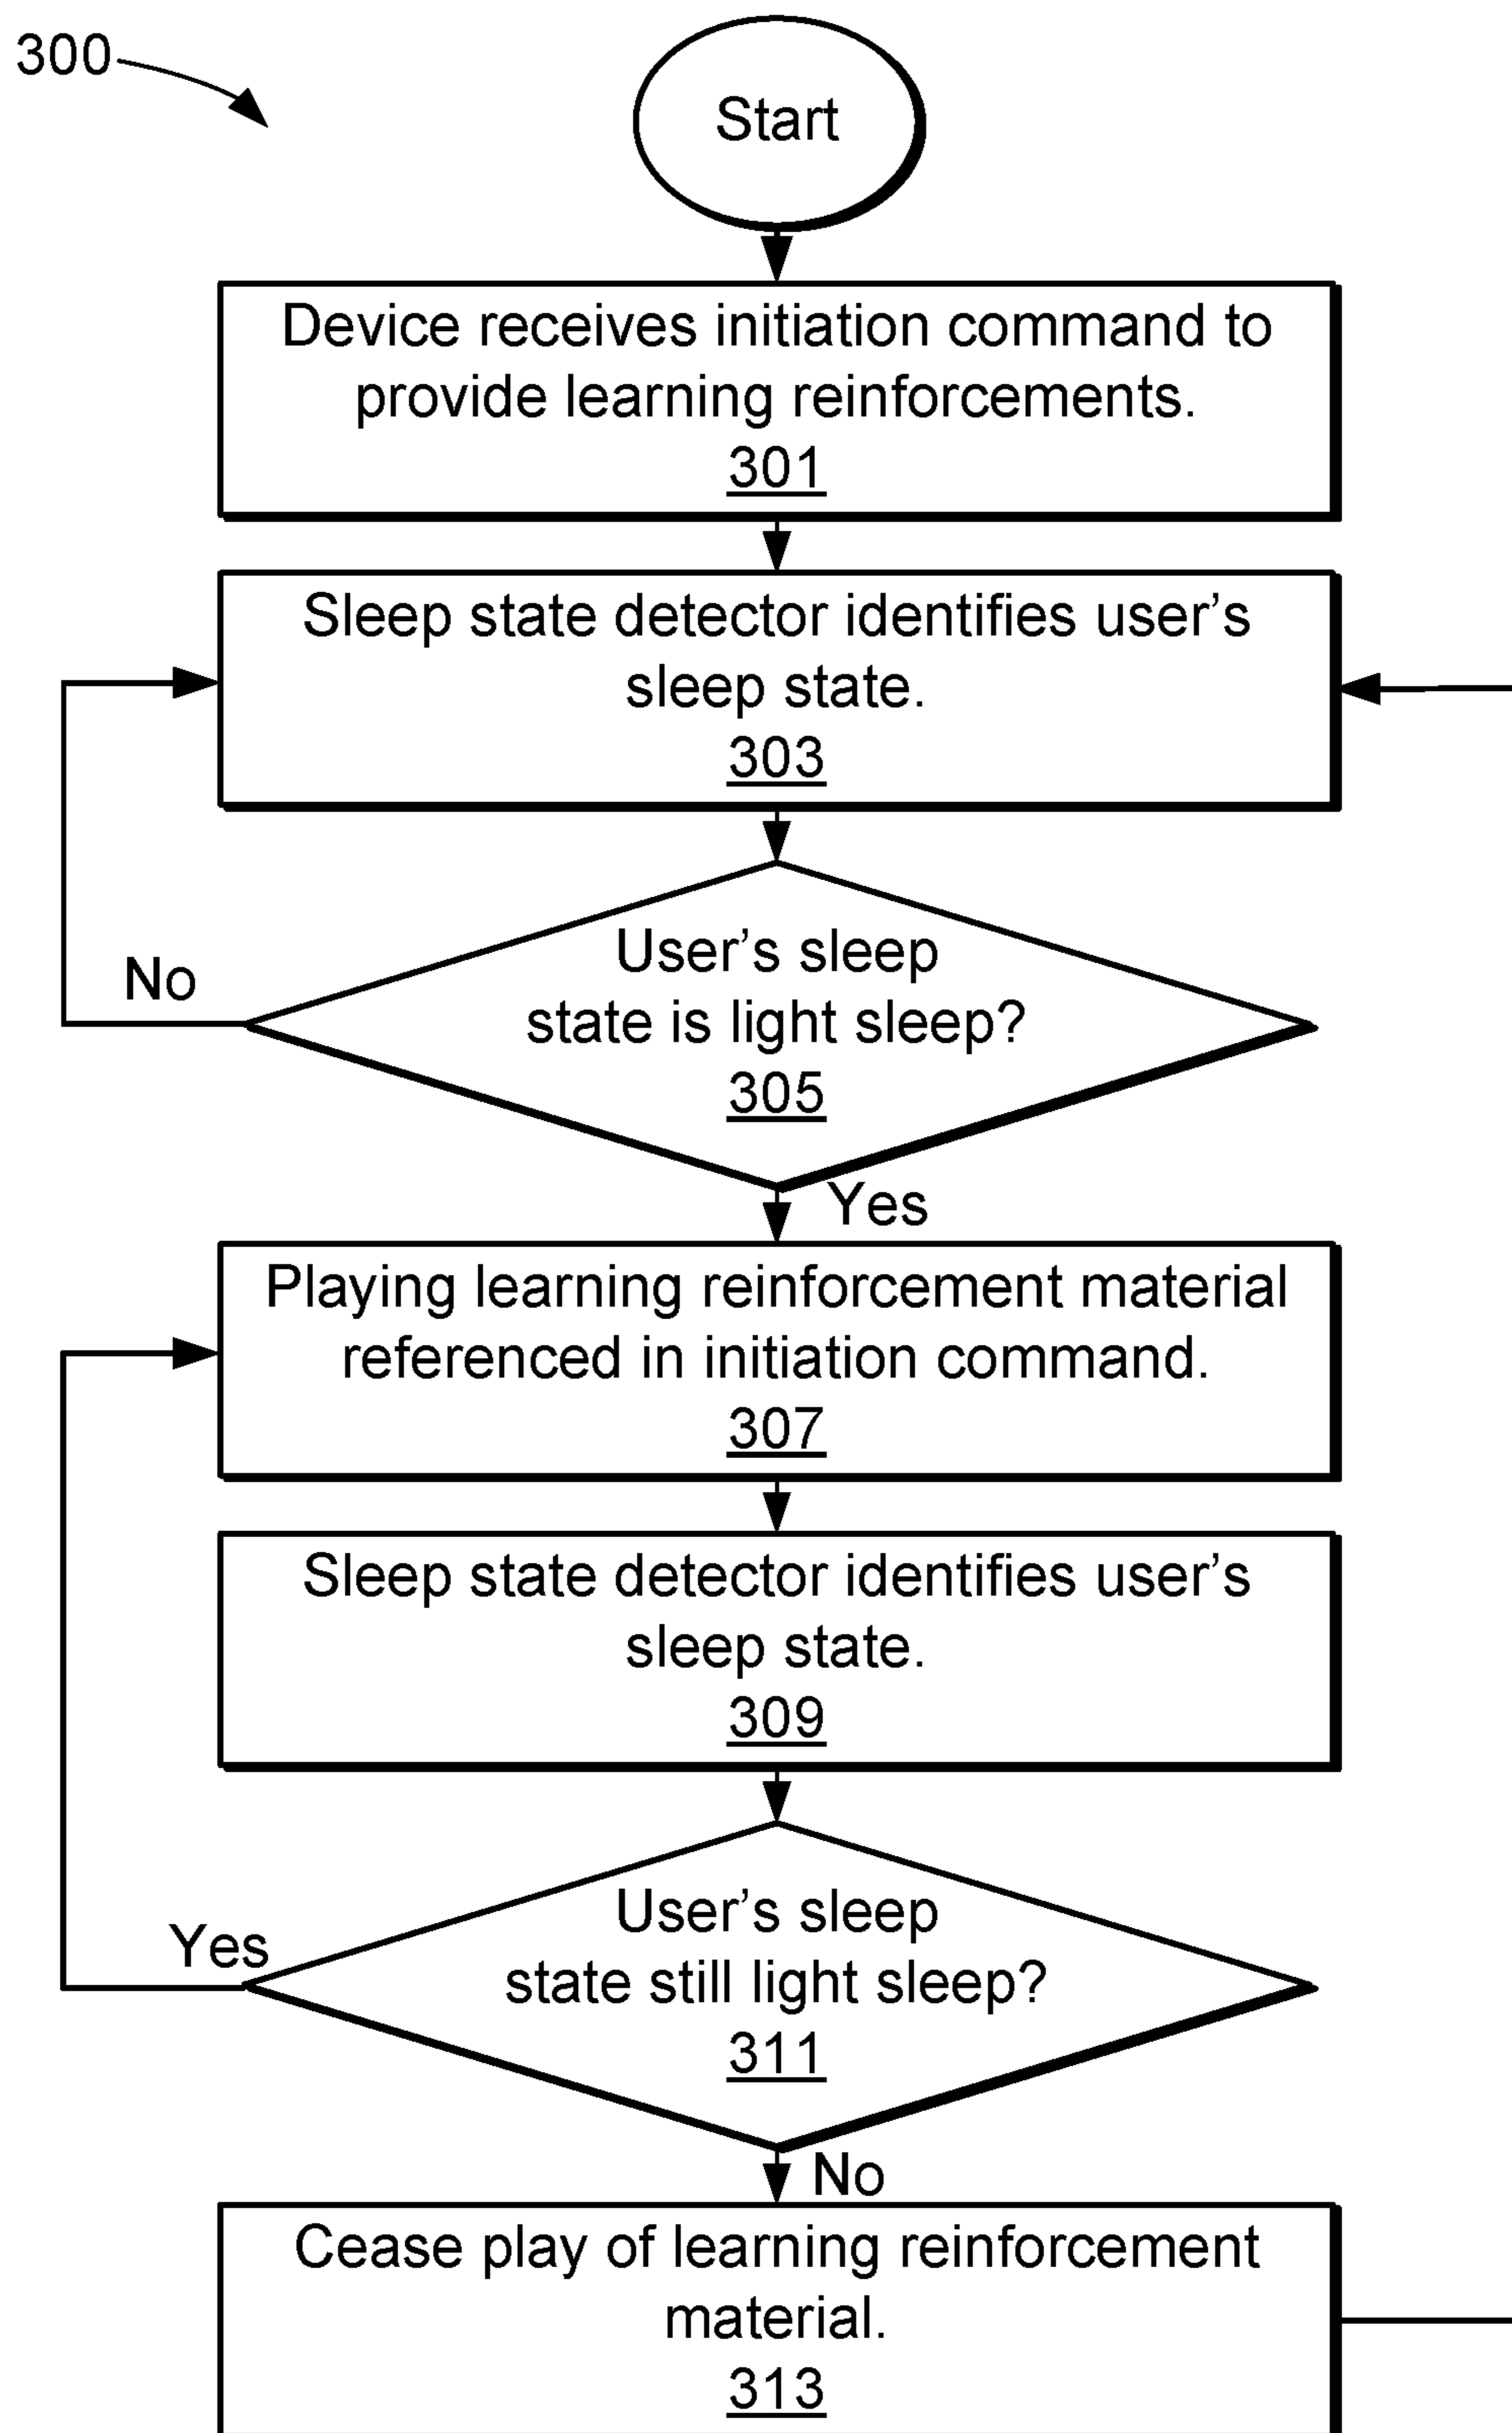 300
Start
Device receives initiation command to
provide learning reinforcements.
301
Sleep state detector identifies user’s
sleep state.
303
User’s sleep
state is light sleep?
305
No
Yes
Playing learning reinforcement material
referenced in initiation command.
307
Sleep state detector identifies user’s
sleep state.
309
User’s sleep
state still light sleep?
311
Yes
No
Cease play of learning reinforcement
material.
313